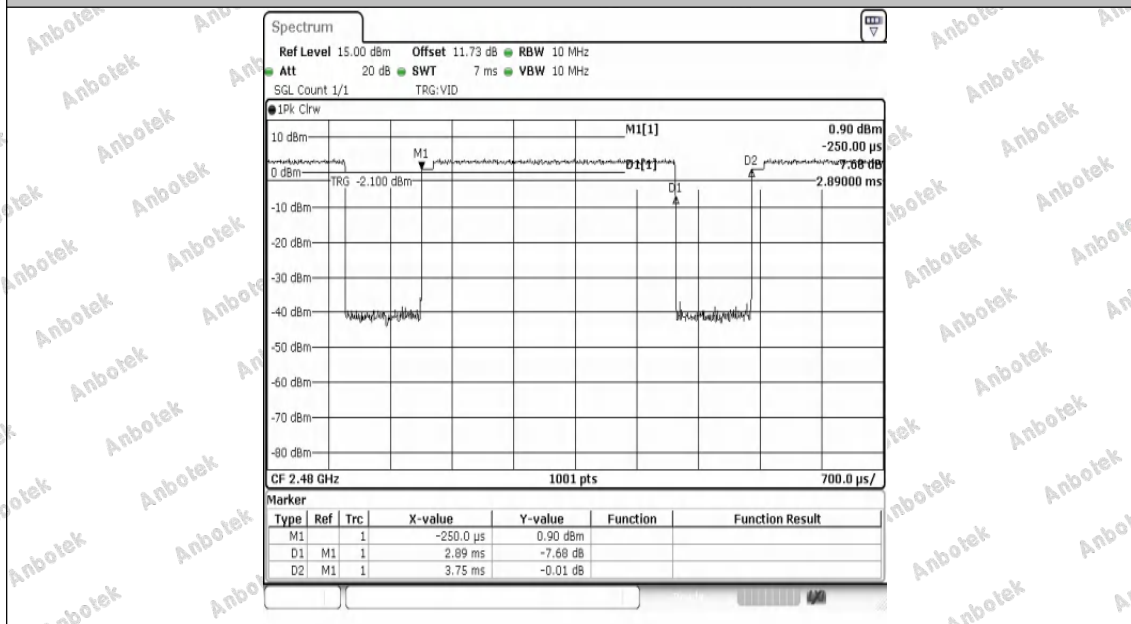 Spectrum
Ref Level 15.00 dBm Offset 11.73 dB RBW 10 MHz
Att 20 dB SWT 7 ms VBW 10 MHz
SGL Count 1/1 TRG:VID
1Pk Clrw
M1[1] 0.90 dBm
-250.00 µs
D1[1] -7.68 dB
2.89000 ms
10 dBm
M1
D2
0 dBm
TRG -2.100 dBm
D1
-10 dBm
-20 dBm
-30 dBm
-40 dBm
-50 dBm
-60 dBm
-70 dBm
-80 dBm
CF 2.48 GHz 1001 pts 700.0 µs/
Marker
Type Ref Trc X-value Y-value Function Function Result
M1 1 -250.0 µs 0.90 dBm
D1 M1 1 2.89 ms -7.68 dB
D2 M1 1 3.75 ms -0.01 dB
Anbotek